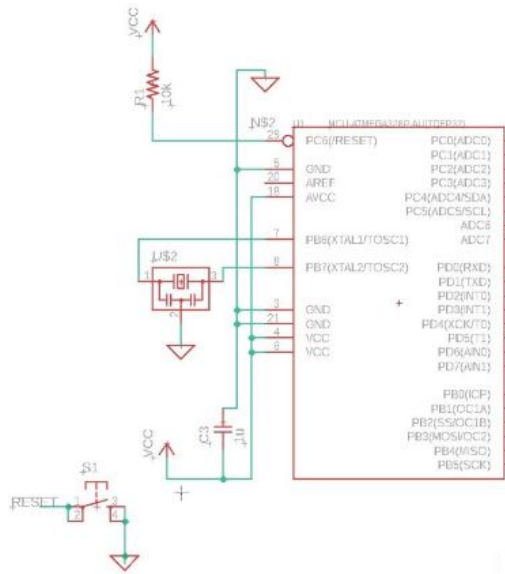 VCC
R1
10k
N$2
29
PC6(/RESET)
GND
20
AREF
18
AVCC
7
PB6(XTAL1/TOSC1)
8
PB7(XTAL2/TOSC2)
U$2
1
3
2
3
GND
21
GND
4
VCC
6
VCC
PC0(ADC0)
PC1(ADC1)
PC2(ADC2)
PC3(ADC3)
PC4(ADC4/SDA)
PC5(ADC5/SCL)
ADC6
ADC7
PD0(RXD)
PD1(TXD)
PD2(INT0)
PD3(INT1)
PD4(XCK/T0)
PD5(T1)
PD6(AIN0)
PD7(AIN1)
PB0(ICP)
PB1(OC1A)
PB2(SS/OC1B)
PB3(MOSI/OC2)
PB4(MISO)
PB5(SCK)
C3
1u
VCC
S1
RESET
1
2
3
4